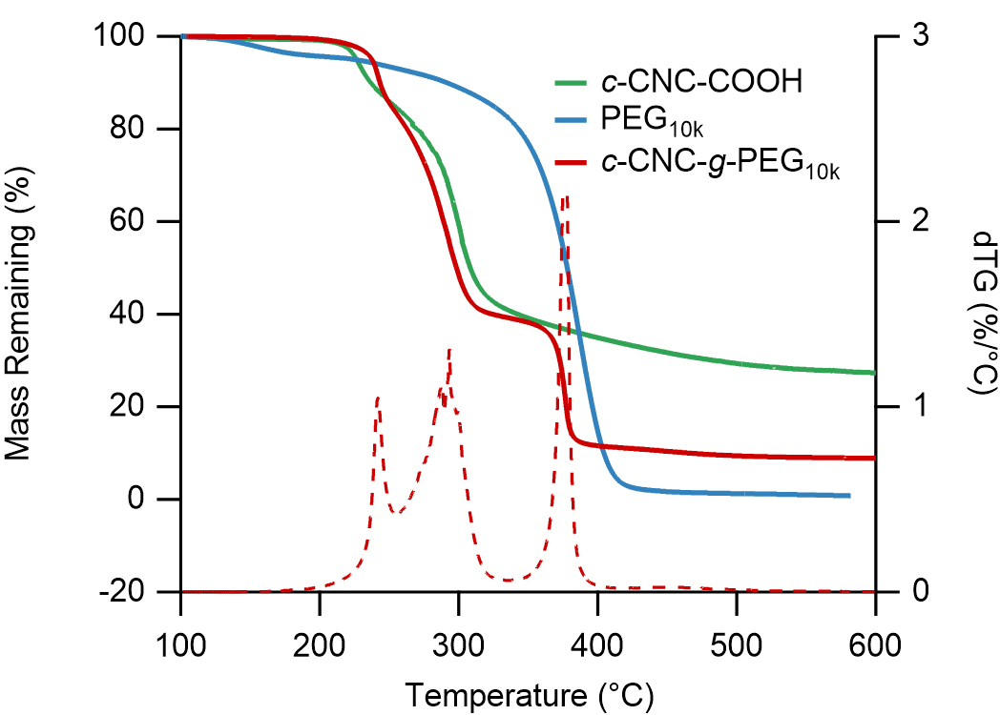 100
80
60
40
20
0
-20
Mass Remaining (%)
c-CNC-COOH
PEG10k
c-CNC-g-PEG10k
3
2
1
0
dTG (%/°C)
100 200 300 400 500 600
Temperature (°C)